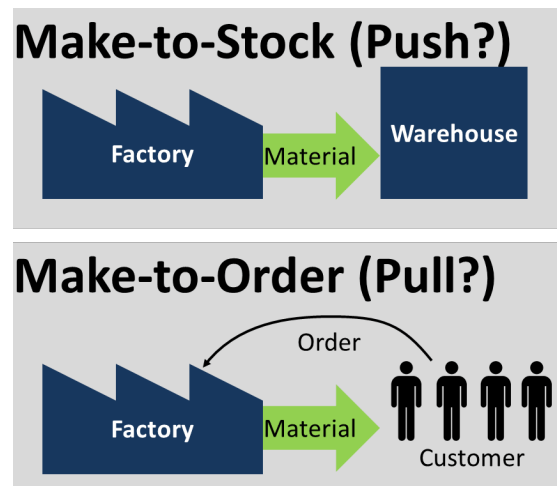 Make-to-Stock (Push?)
Factory
Material
Warehouse
Make-to-Order (Pull?)
Order
Factory
Material
Customer